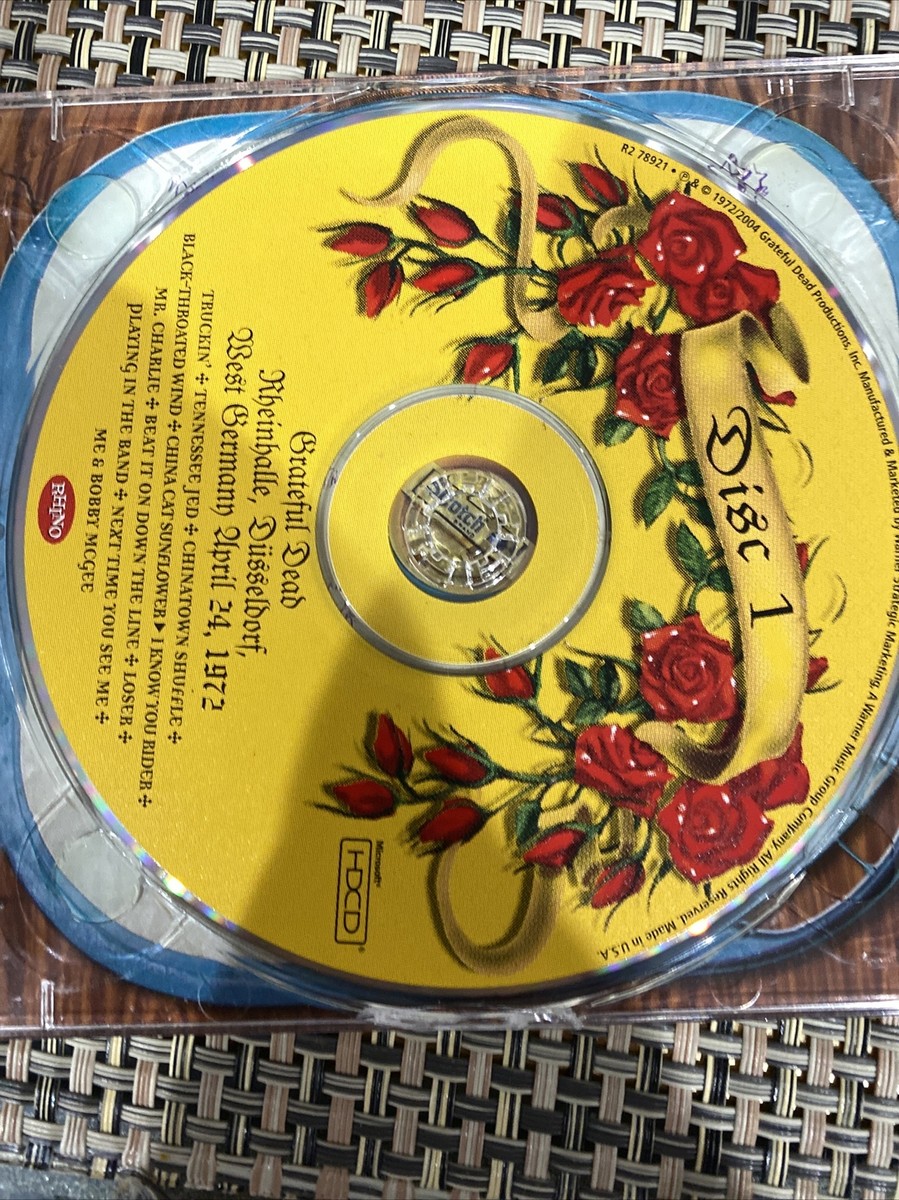 Disc 1
R2 78921 • ℗ & © 1972/2004 Grateful Dead Productions, Inc. Manufactured & Marketed by Warner Strategic Marketing, A Warner Music Group Company. All Rights Reserved. Made in U.S.A.
Microsoft®
HDCD®
Grateful Dead
Rheinhalle, Düsseldorf,
West Germany April 24, 1972
TRUCKIN' ✣ TENNESSEE JED ✣ CHINATOWN SHUFFLE ✣
BLACK-THROATED WIND ✣ CHINA CAT SUNFLOWER ▶ I KNOW YOU RIDER ✣
MR. CHARLIE ✣ BEAT IT ON DOWN THE LINE ✣ LOSER ✣
PLAYING IN THE BAND ✣ NEXT TIME YOU SEE ME ✣
ME & BOBBY MCGEE
RHINO